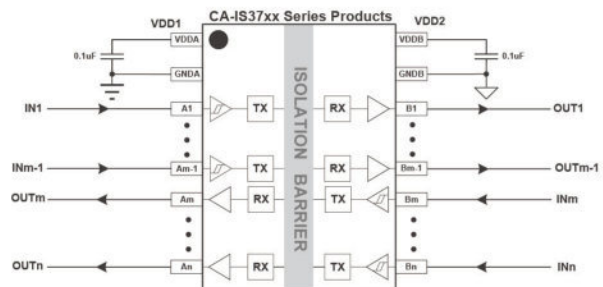 CA-IS37xx Series Products
VDD1
VDD2
VDDA
VDDB
0.1uF
0.1uF
GNDA
GNDB
ISOLATION BARRIER
IN1
A1
TX
RX
B1
OUT1
INm-1
Am-1
TX
RX
Bm-1
OUTm-1
OUTm
Am
RX
TX
Bm
INm
OUTn
An
RX
TX
Bn
INn